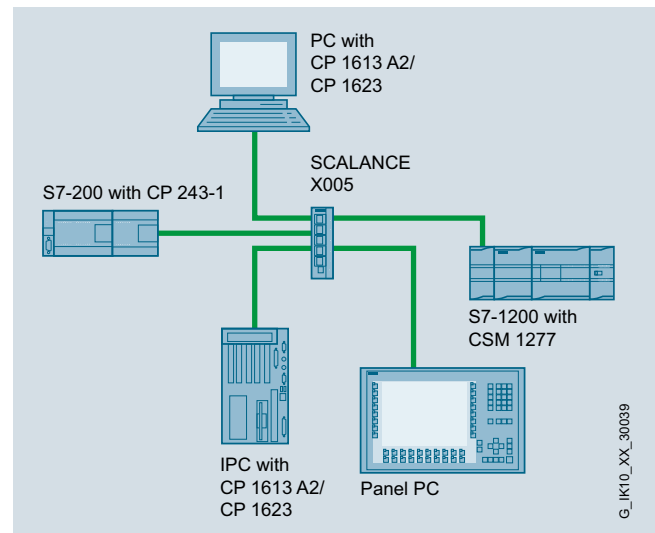 PC with
CP 1613 A2/
CP 1623
SCALANCE
X005
S7-200 with CP 243-1
S7-1200 with
CSM 1277
IPC with
CP 1613 A2/
CP 1623
Panel PC
G_IK10_XX_30039